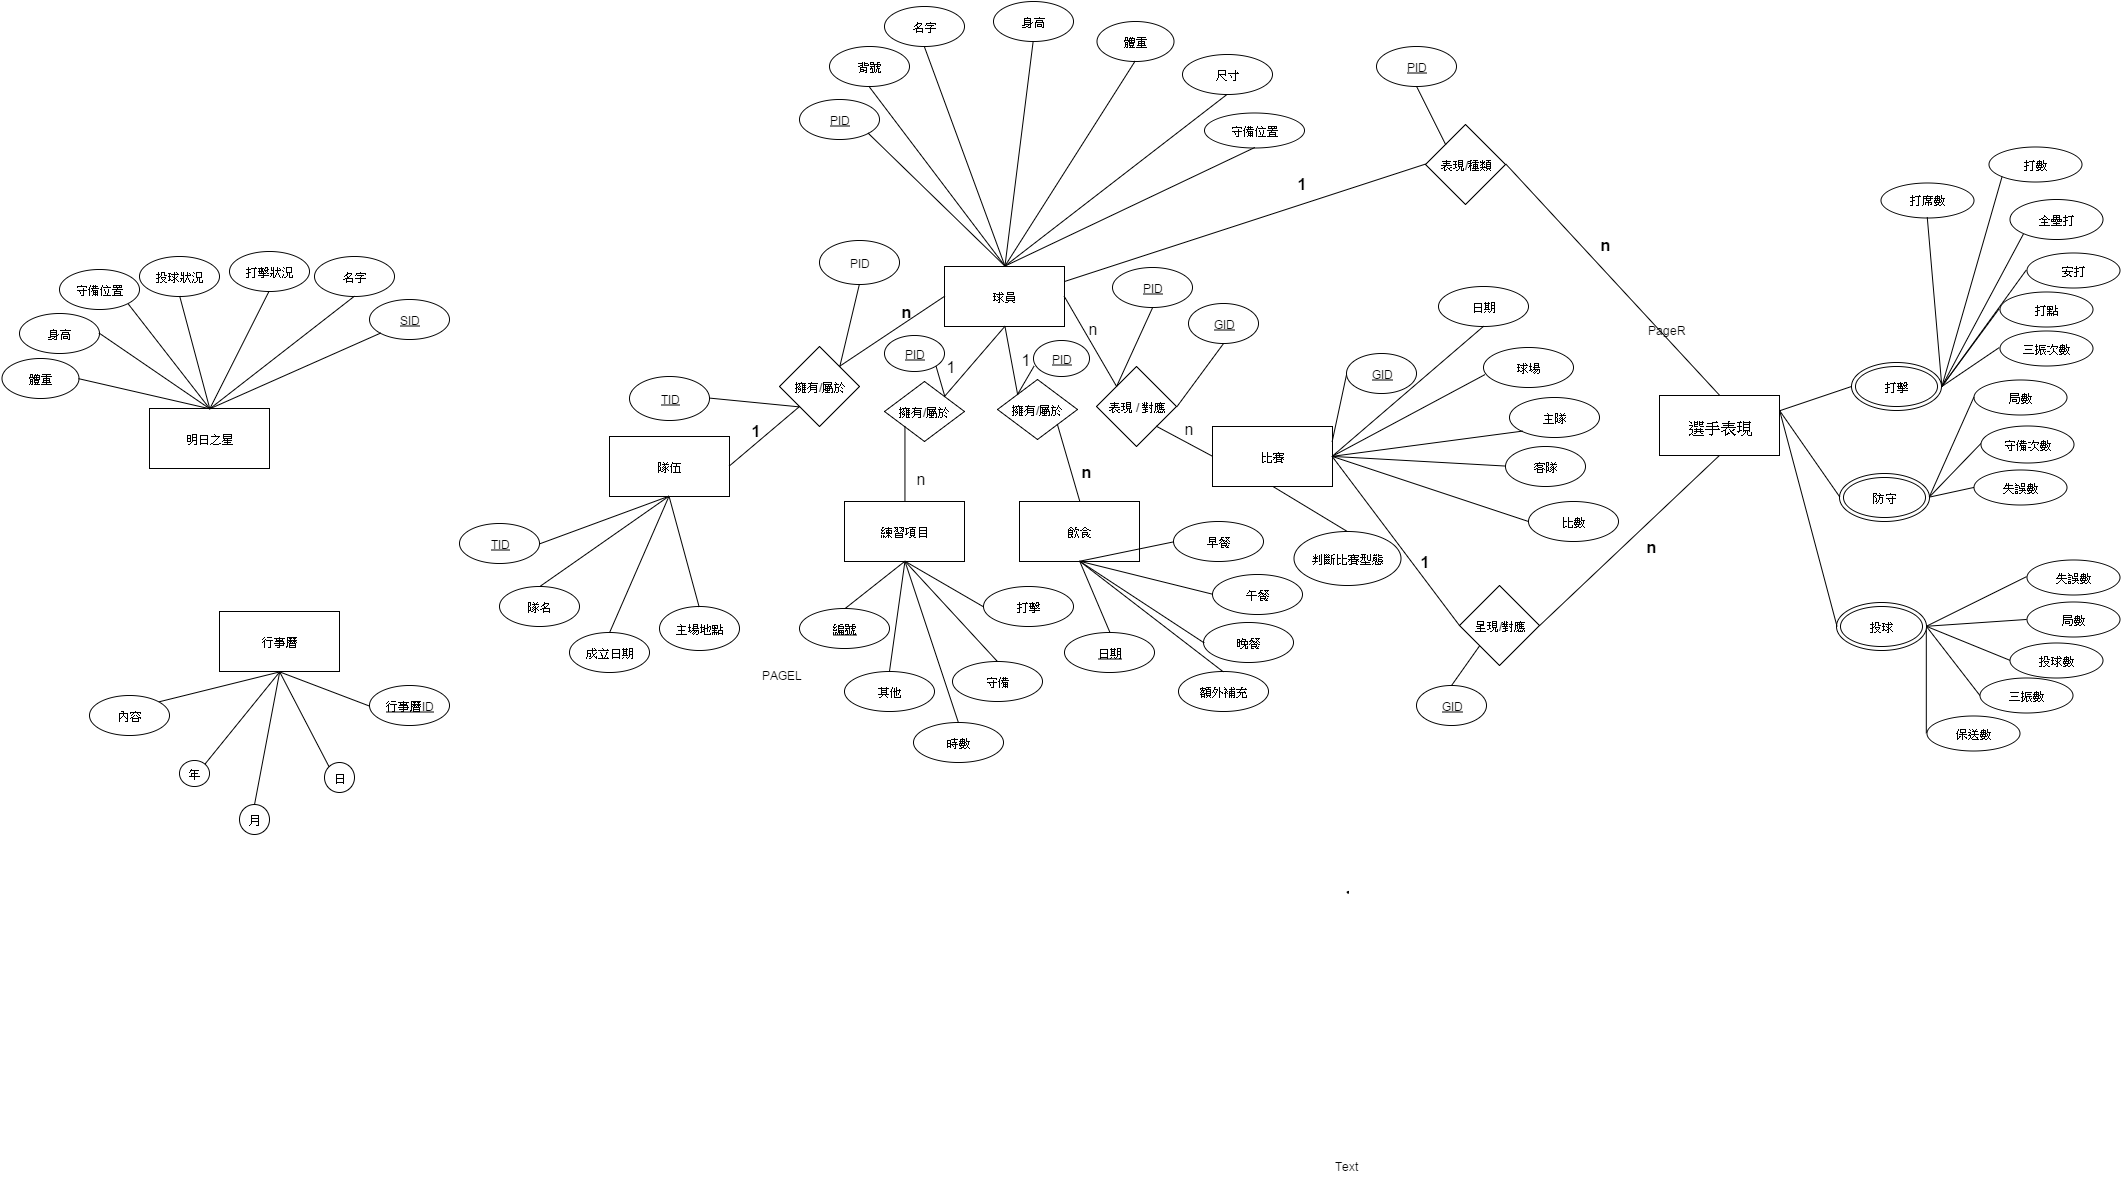 名字
身高
體重
背號
尺寸
PID
守備位置
PID
表現/種類
1
n
打數
打席數
全壘打
安打
打點
三振次數
打擊
局數
守備次數
失誤數
防守
失誤數
局數
投球數
三振數
保送數
投球
選手表現
PageR
球員
PID
n
擁有/屬於
TID
1
隊伍
TID
隊名
成立日期
主場地點
PID
1
擁有/屬於
n
練習項目
編號
其他
時數
守備
打擊
PAGEL
1
PID
擁有/屬於
n
飲食
早餐
午餐
晚餐
額外補充
日期
n
PID
GID
表現 / 對應
n
比賽
GID
日期
球場
主隊
客隊
比數
判斷比賽型態
1
n
呈現/對應
GID
守備位置
投球狀況
打擊狀況
名字
SID
身高
體重
明日之星
行事曆
內容
年
月
日
行事曆ID
.
Text